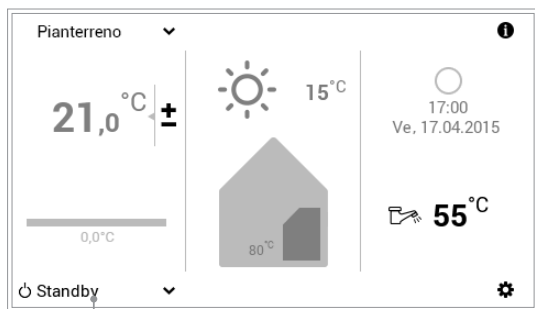 Pianterreno
21,0°C ±
0,0°C
Standby
15°C
80°C
17:00
Ve, 17.04.2015
55°C